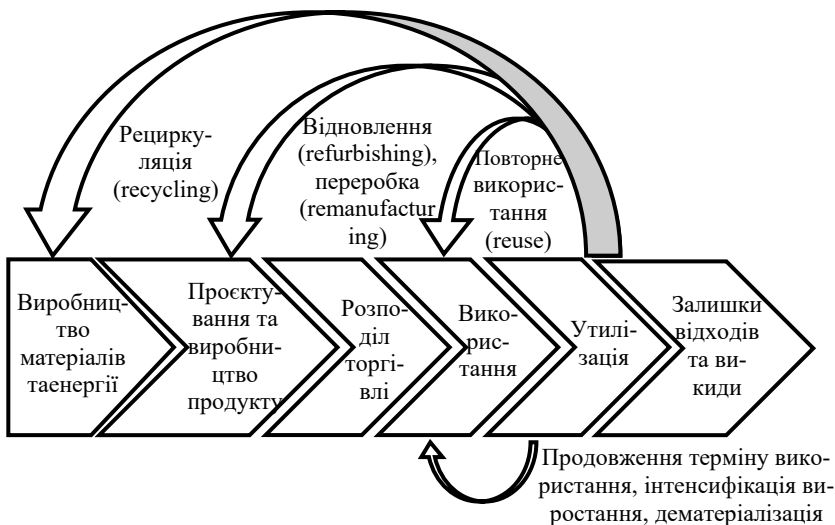 Рецирку-
ляція
(recycling)
Відновлення
(refurbishing),
переробка
(remanufactur
ing)
Повторне
викорис-
тання
(reuse)
Виробниц-
тво
матеріалів
таенергії
Проєкту-
вання та
виробни-
цтво
продукту
Розпо-
діл
торгі-
влі
Вико-
рис-
тання
Утилі-
зація
Залишки
відходів
та ви-
киди
Продовження терміну вико-
ристання, інтенсифікація ви-
ростання, дематеріалізація